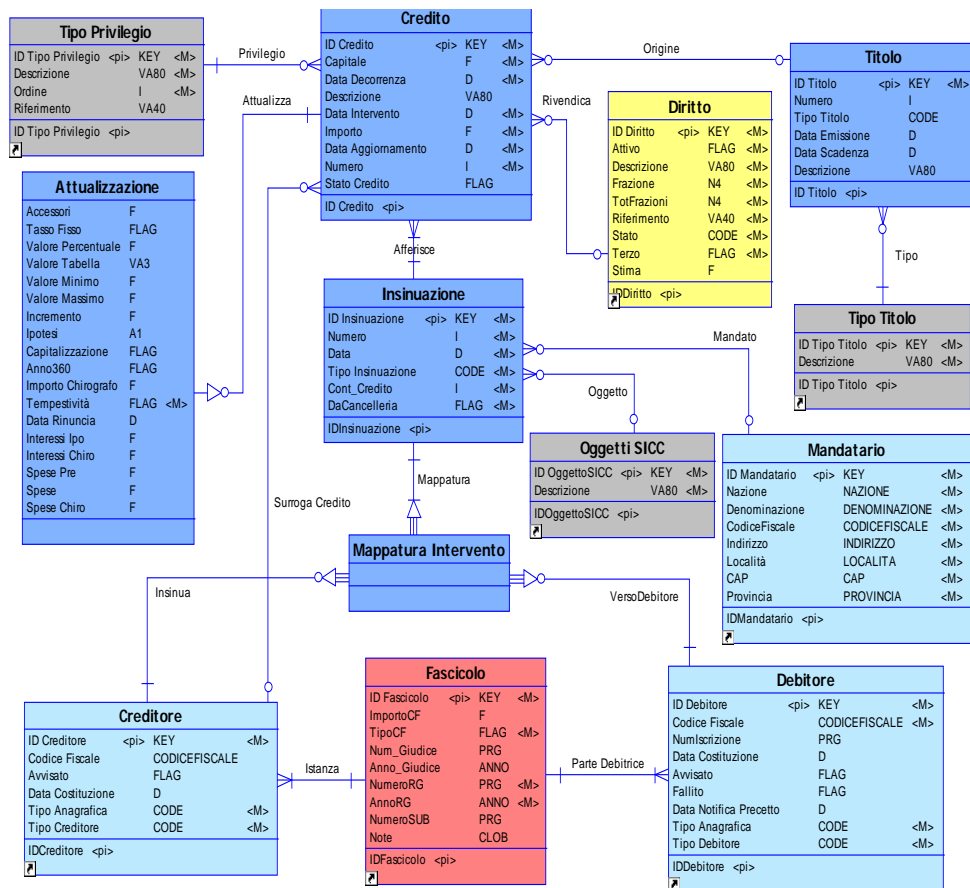 Tipo Privilegio
ID Tipo Privilegio <pi> KEY <M>
Descrizione VA80 <M>
Ordine I <M>
Riferimento VA40
ID Tipo Privilegio <pi>
Privilegio
Credito
ID Credito <pi> KEY <M>
Capitale F <M>
Data Decorrenza D <M>
Descrizione VA80
Data Intervento D <M>
Importo F <M>
Data Aggiornamento D <M>
Numero I <M>
Stato Credito FLAG
ID Credito <pi>
Origine
Titolo
ID Titolo <pi> KEY <M>
Numero I
Tipo Titolo CODE
Data Emissione D
Data Scadenza D
Descrizione VA80
ID Titolo <pi>
Attualizza
Rivendica
Diritto
ID Diritto <pi> KEY <M>
Attivo FLAG <M>
Descrizione VA80 <M>
Frazione N4 <M>
TotFrazioni N4 <M>
Riferimento VA40 <M>
Stato CODE <M>
Terzo FLAG <M>
Stima F
IDDiritto <pi>
Attualizzazione
Accessori F
Tasso Fisso FLAG
Valore Percentuale F
Valore Tabella VA3
Valore Minimo F
Valore Massimo F
Incremento F
Ipotesi A1
Capitalizzazione FLAG
Anno360 FLAG
Importo Chirografo F
Tempestività FLAG <M>
Data Rinuncia D
Interessi Ipo F
Interessi Chiro F
Spese Pre F
Spese F
Spese Chiro F
Afferisce
Tipo
Insinuazione
ID Insinuazione <pi> KEY <M>
Numero I <M>
Data D <M>
Tipo Insinuazione CODE <M>
Cont_Credito I <M>
DaCancelleria FLAG <M>
IDInsinuazione <pi>
Tipo Titolo
ID Tipo Titolo <pi> KEY <M>
Descrizione VA80 <M>
ID Tipo Titolo <pi>
Mandato
Oggetto
Oggetti SICC
ID OggettoSICC <pi> KEY <M>
Descrizione VA80 <M>
IDOggettoSICC <pi>
Mandatario
ID Mandatario <pi> KEY <M>
Nazione NAZIONE <M>
Denominazione DENOMINAZIONE <M>
CodiceFiscale CODICEFISCALE <M>
Indirizzo INDIRIZZO <M>
Località LOCALITA <M>
CAP CAP <M>
Provincia PROVINCIA <M>
IDMandatario <pi>
Mappatura
Surroga Credito
Mappatura Intervento
Insinua
VersoDebitore
Creditore
ID Creditore <pi> KEY <M>
Codice Fiscale CODICEFISCALE
Avvisato FLAG
Data Costituzione D
Tipo Anagrafica CODE <M>
Tipo Creditore CODE <M>
IDCreditore <pi>
Istanza
Fascicolo
ID Fascicolo <pi> KEY <M>
ImportoCF F
TipoCF FLAG <M>
Num_Giudice PRG
Anno_Giudice ANNO
NumeroRG PRG <M>
AnnoRG ANNO <M>
NumeroSUB PRG
Note CLOB
IDFascicolo <pi>
Parte Debitrice
Debitore
ID Debitore <pi> KEY <M>
Codice Fiscale CODICEFISCALE <M>
NumIscrizione PRG
Data Costituzione D
Avvisato FLAG
Fallito FLAG
Data Notifica Precetto D
Tipo Anagrafica CODE <M>
Tipo Debitore CODE <M>
IDDebitore <pi>